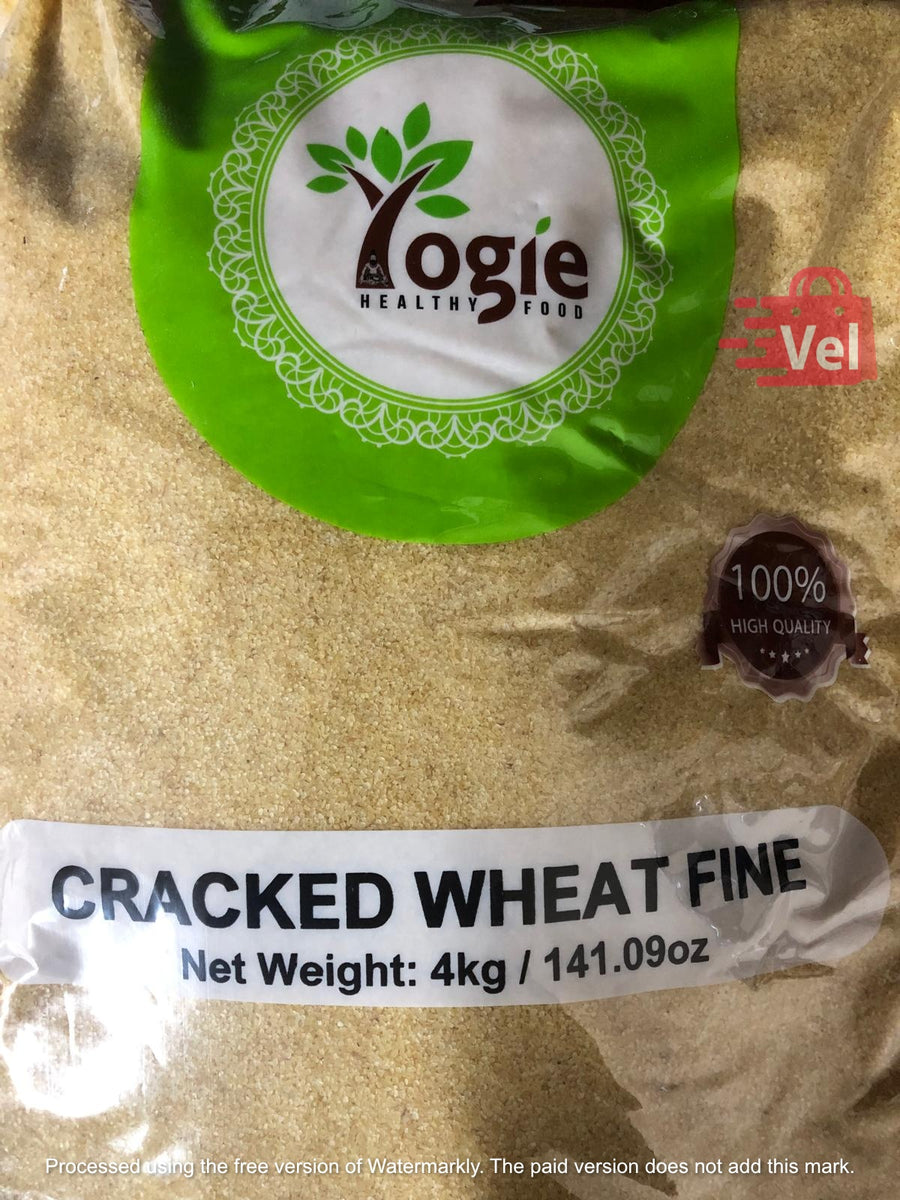 Yogie
HEALTHY FOOD
Vel
100%
HIGH QUALITY
CRACKED WHEAT FINE
Net Weight: 4kg / 141.09oz
Processed using the free version of Watermarkly. The paid version does not add this mark.